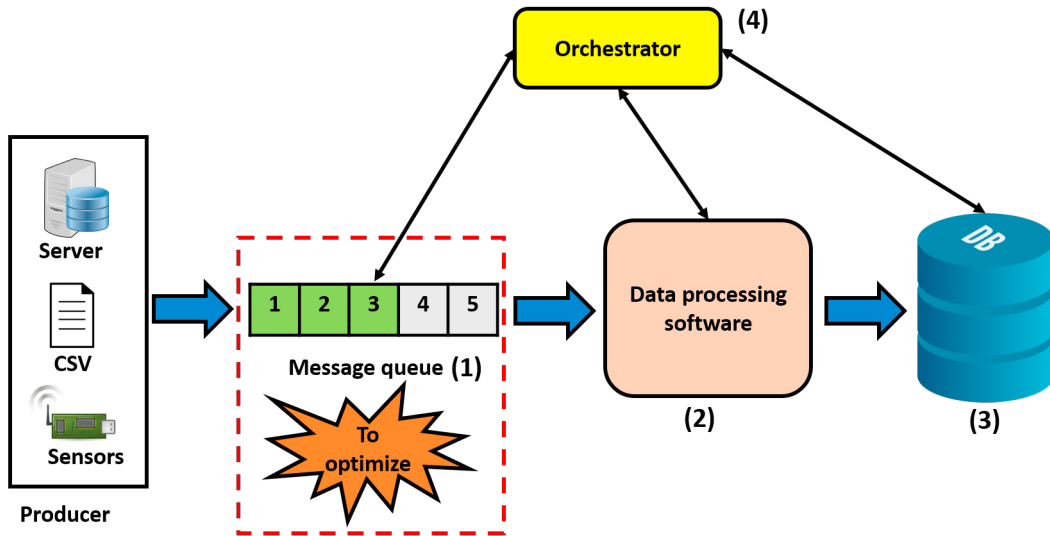 Orchestrator
(4)
Server
CSV
Sensors
Producer
1 2 3 4 5
Message queue (1)
To
optimize
Data processing
software
(2)
DB
(3)